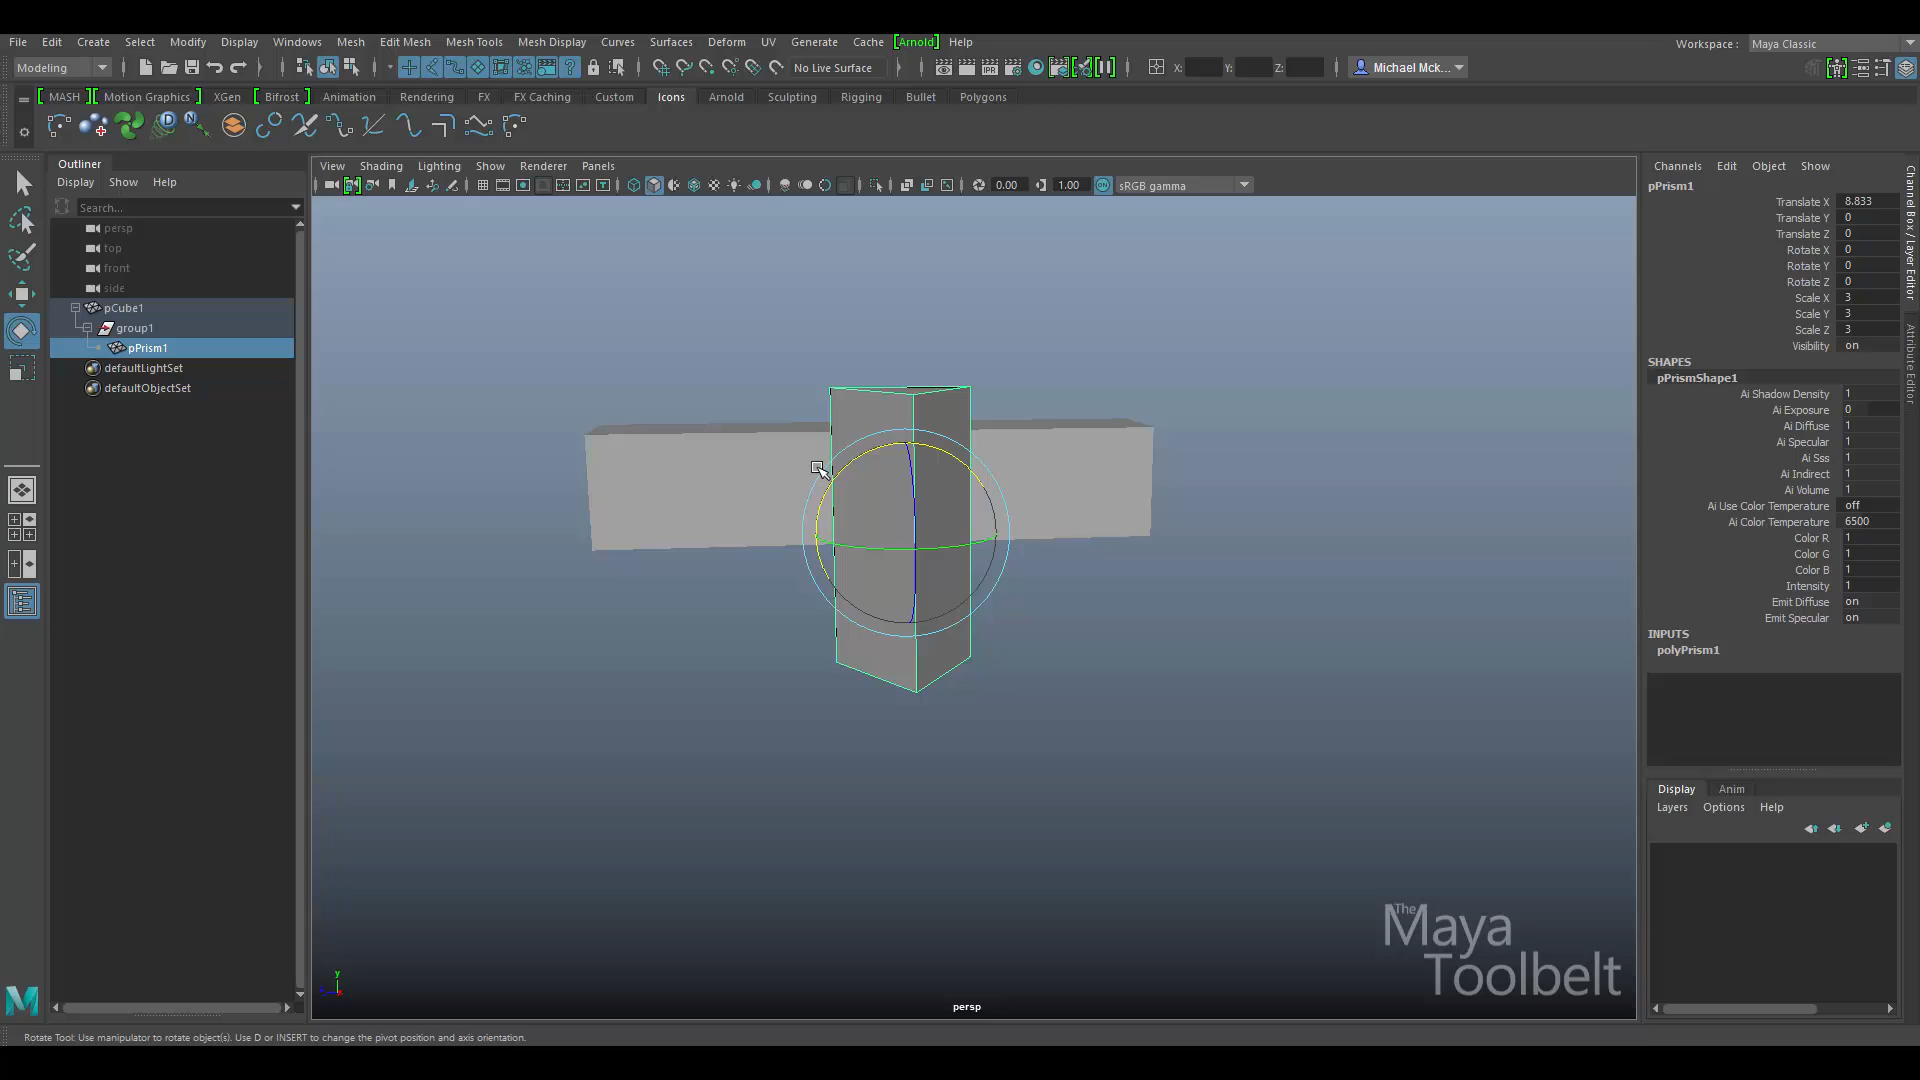 File Edit Create Select Modify Display Windows Mesh Edit Mesh Mesh Tools Mesh Display Curves Surfaces Deform UV Generate Cache [Arnold] Help
Workspace : Maya Classic
Modeling No Live Surface X: Y: Z: Michael Mck...
[ MASH ] [ Motion Graphics ] XGen [ Bifrost ] Animation Rendering FX FX Caching Custom Icons Arnold Sculpting Rigging Bullet Polygons
D
N
Outliner
Display Show Help
Search...
persp
top
front
side
pCube1
group1
pPrism1
defaultLightSet
defaultObjectSet
View Shading Lighting Show Renderer Panels
IPR
0.00 1.00 ON sRGB gamma
y
persp
The
Maya
Toolbelt
Channels Edit Object Show
pPrism1
Translate X 8.833
Translate Y 0
Translate Z 0
Rotate X 0
Rotate Y 0
Rotate Z 0
Scale X 3
Scale Y 3
Scale Z 3
Visibility on
SHAPES
pPrismShape1
Ai Shadow Density 1
Ai Exposure 0
Ai Diffuse 1
Ai Specular 1
Ai Sss 1
Ai Indirect 1
Ai Volume 1
Ai Use Color Temperature off
Ai Color Temperature 6500
Color R 1
Color G 1
Color B 1
Intensity 1
Emit Diffuse on
Emit Specular on
INPUTS
polyPrism1
Display Anim
Layers Options Help
Channel Box / Layer Editor
Attribute Editor
M
Rotate Tool: Use manipulator to rotate object(s). Use D or INSERT to change the pivot position and axis orientation.